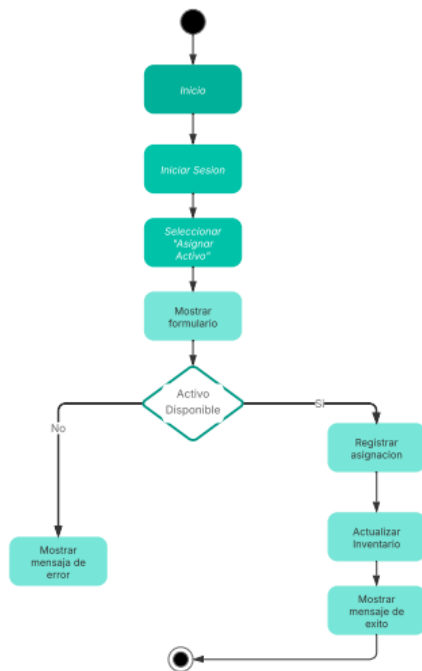 Inicio
Iniciar Sesion
Seleccionar
"Asignar
Activo"
Mostrar
formulario
Activo
Disponible
No
Si
Registrar
asignacion
Mostrar
mensaja de
error
Actualizar
Inventario
Mostrar
mensaje de
exito